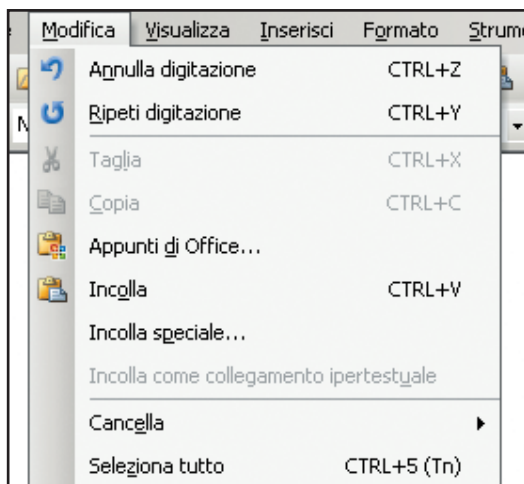 Modifica Visualizza Inserisci Formato Strum
N
Annulla digitazione CTRL+Z
Ripeti digitazione CTRL+Y
Taglia CTRL+X
Copia CTRL+C
Appunti di Office...
Incolla CTRL+V
Incolla speciale...
Incolla come collegamento ipertestuale
Cancella
Seleziona tutto CTRL+5 (Tn)